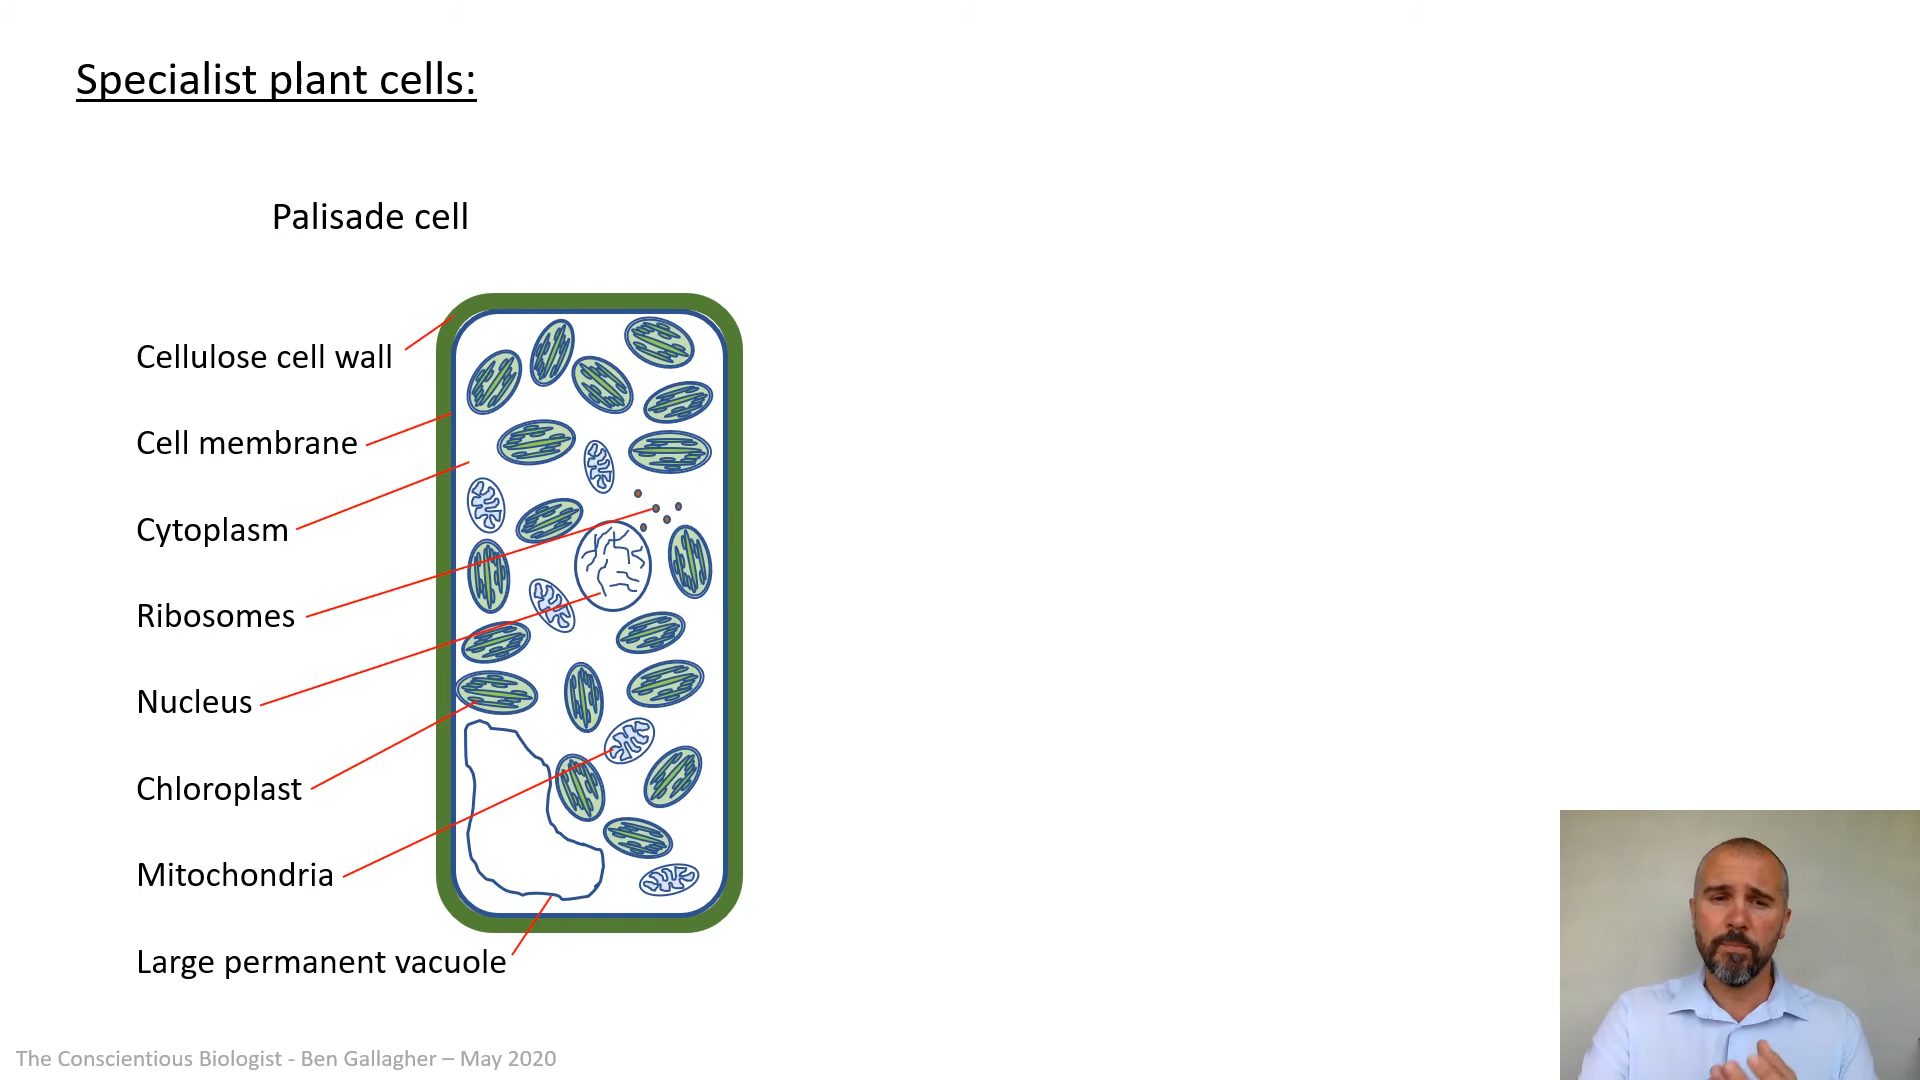 Specialist plant cells:
Palisade cell
Cellulose cell wall
Cell membrane
Cytoplasm
Ribosomes
Nucleus
Chloroplast
Mitochondria
Large permanent vacuole
The Conscientious Biologist - Ben Gallagher – May 2020